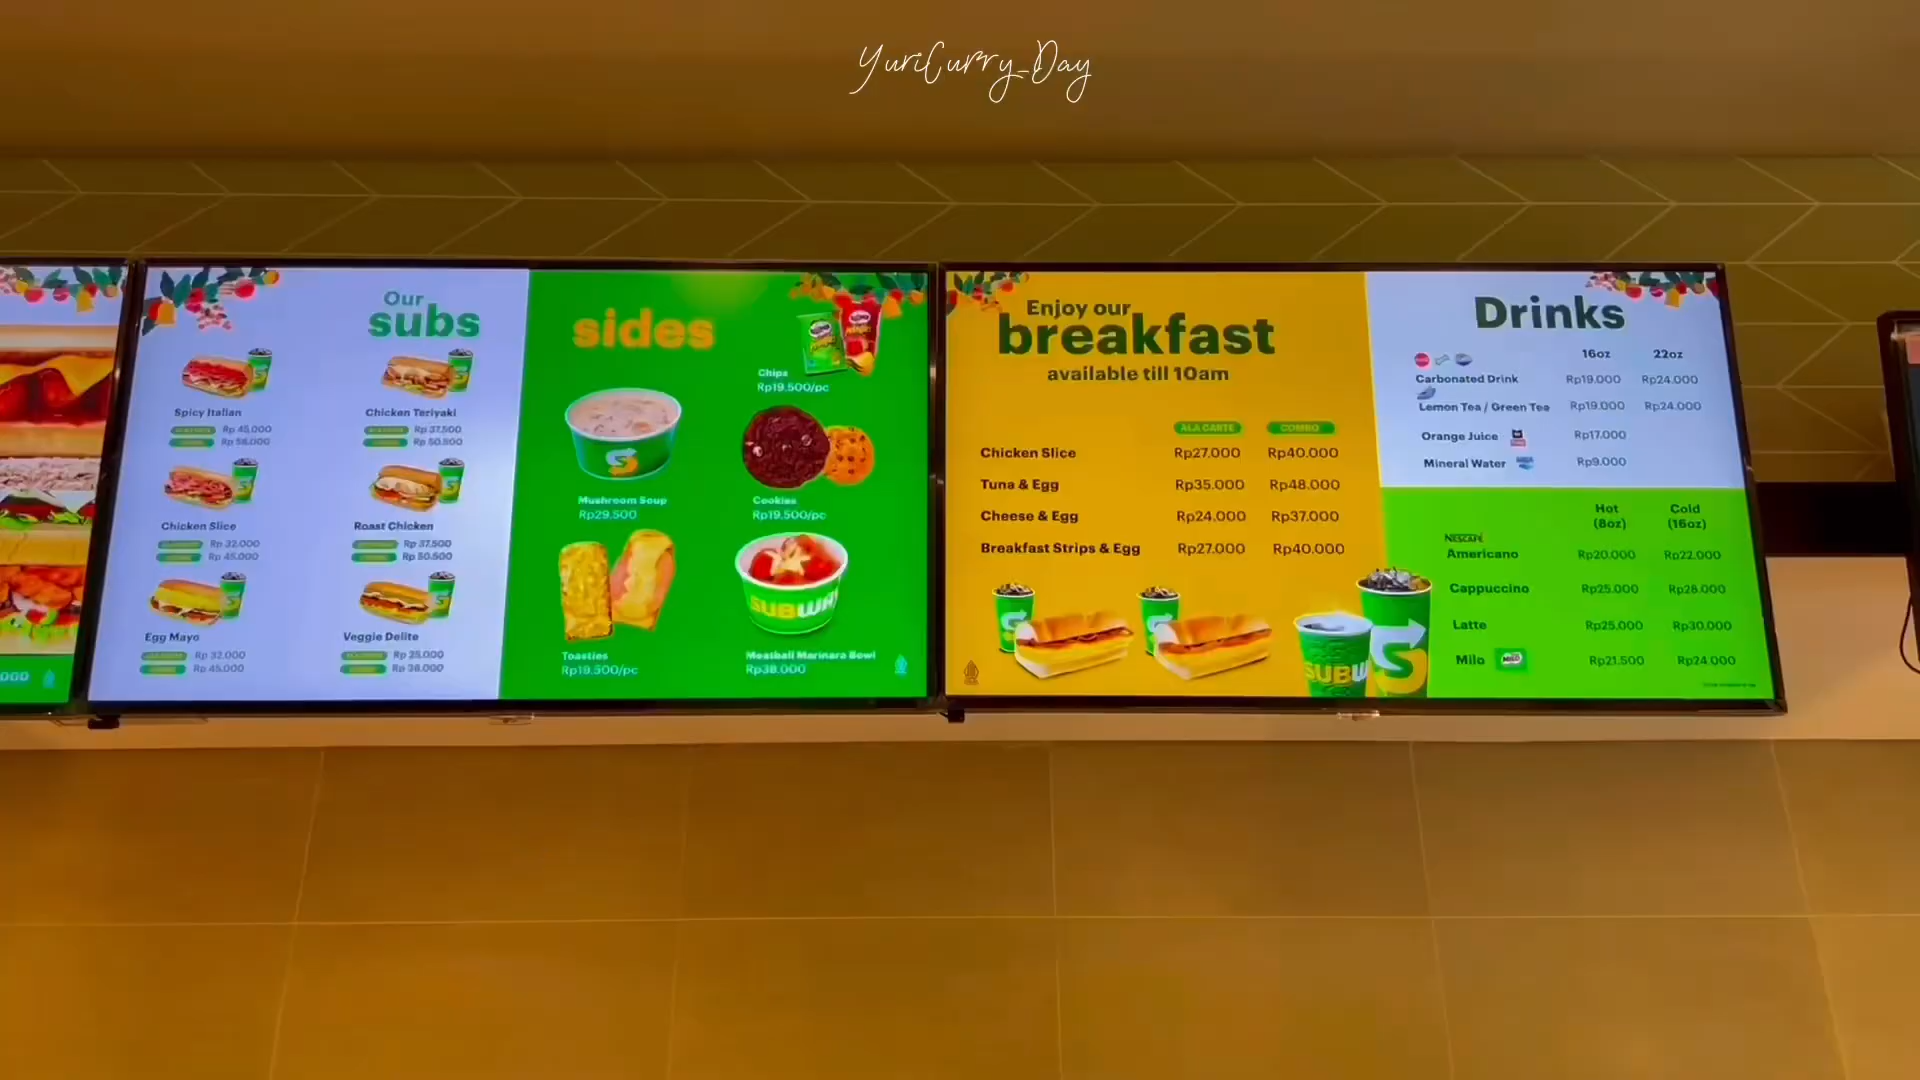 YuriCurry_Day
Our
subs
Spicy Italian
Rp 45.000
Rp 58.000
Chicken Teriyaki
Rp 37.500
Rp 50.500
Chicken Slice
Rp 32.000
Rp 45.000
Roast Chicken
Rp 37.500
Rp 50.500
Egg Mayo
Rp 32.000
Rp 45.000
Veggie Delite
Rp 25.000
Rp 38.000
000
sides
Chips
Rp19.500/pc
Mushroom Soup
Rp29.500
Cookies
Rp19.500/pc
Toasties
Rp19.500/pc
SUBWAY
Meatball Marinara Bowl
Rp38.000
Enjoy our
breakfast
available till 10am
ALA CARTE COMBO
Chicken Slice Rp27.000 Rp40.000
Tuna & Egg Rp35.000 Rp48.000
Cheese & Egg Rp24.000 Rp37.000
Breakfast Strips & Egg Rp27.000 Rp40.000
SUBW
Drinks
16oz 22oz
Carbonated Drink Rp19.000 Rp24.000
Lemon Tea / Green Tea Rp19.000 Rp24.000
Orange Juice Rp17.000
Mineral Water Rp9.000
Hot Cold
(8oz) (16oz)
NESCAFÉ
Americano Rp20.000 Rp22.000
Cappuccino Rp25.000 Rp28.000
Latte Rp25.000 Rp30.000
Milo MILO Rp21.500 Rp24.000